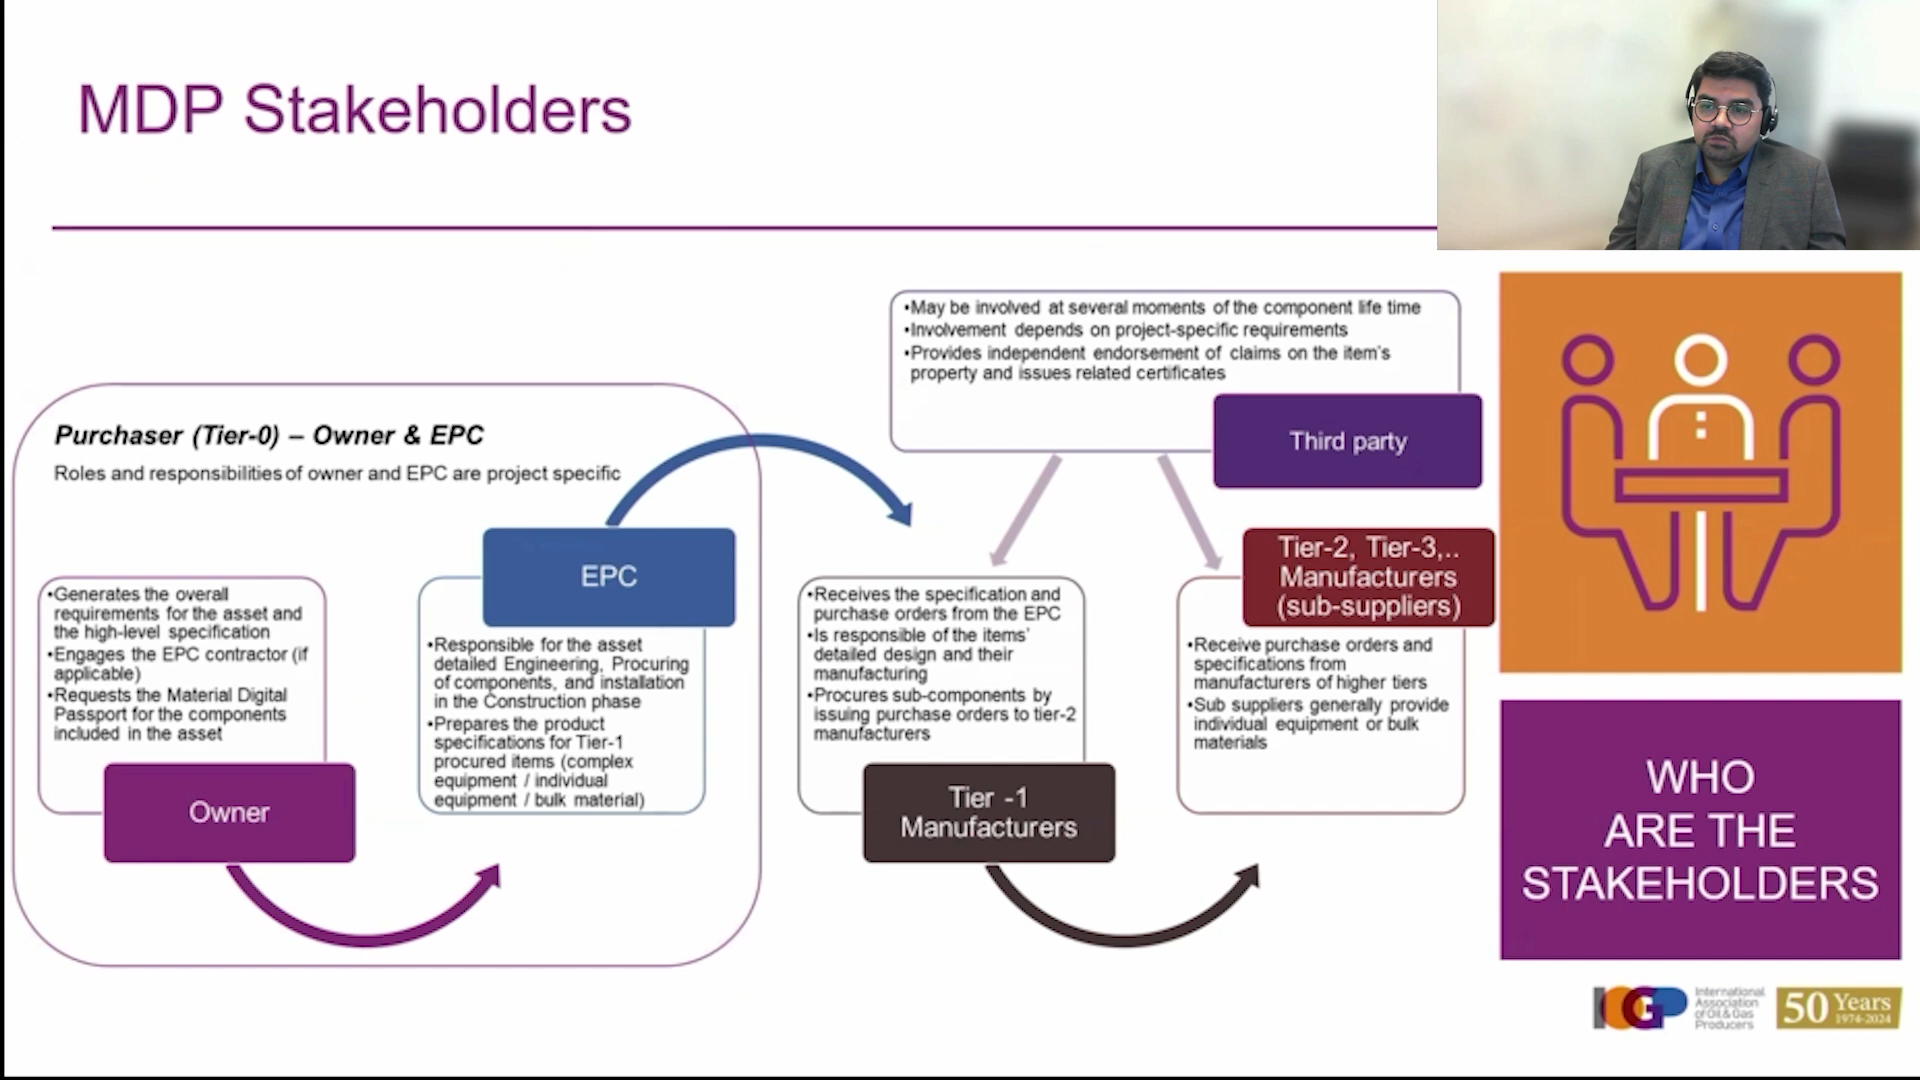 MDP Stakeholders
•May be involved at several moments of the component life time
•Involvement depends on project-specific requirements
•Provides independent endorsement of claims on the item's
property and issues related certificates
Third party
Purchaser (Tier-0) – Owner & EPC
Roles and responsibilities of owner and EPC are project specific
•Generates the overall
requirements for the asset and
the high-level specification
•Engages the EPC contractor (if
applicable)
•Requests the Material Digital
Passport for the components
included in the asset
Owner
EPC
•Responsible for the asset
detailed Engineering, Procuring
of components, and installation
in the Construction phase
•Prepares the product
specifications for Tier-1
procured items (complex
equipment / individual
equipment / bulk material)
•Receives the specification and
purchase orders from the EPC
•Is responsible of the items'
detailed design and their
manufacturing
•Procures sub-components by
issuing purchase orders to tier-2
manufacturers
Tier -1
Manufacturers
Tier-2, Tier-3,..
Manufacturers
(sub-suppliers)
•Receive purchase orders and
specifications from
manufacturers of higher tiers
•Sub suppliers generally provide
individual equipment or bulk
materials
WHO
ARE THE
STAKEHOLDERS
IOGP
International
Association
of Oil & Gas
Producers
50 Years
1974-2024